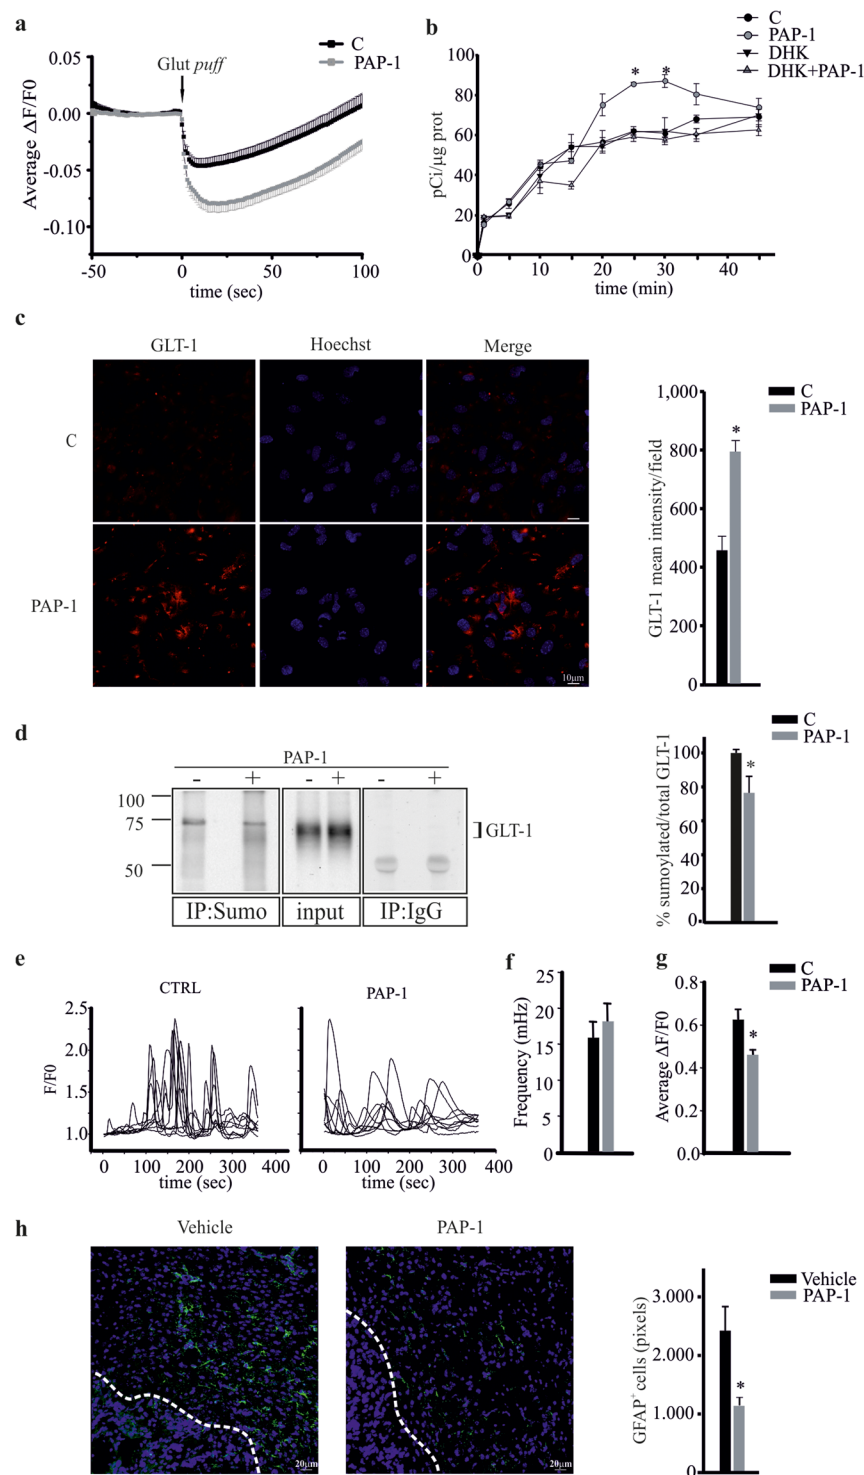 a
Glut puff
C
PAP-1
Average ΔF/F0
0.05
0.00
-0.05
-0.10
-50
0
50
100
time (sec)
b
C
PAP-1
DHK
DHK+PAP-1
pCi/µg prot
100
80
60
40
20
0
* *
0
10
20
30
40
time (min)
c
GLT-1
Hoechst
Merge
C
PAP-1
10µm
C
PAP-1
GLT-1 mean intensity/field
1,000
800
600
400
200
0
*
d
PAP-1
- + - + - +
100
75
50
GLT-1
IP:Sumo
input
IP:IgG
C
PAP-1
% sumoylated/total GLT-1
100
80
60
40
20
0
*
e
CTRL
PAP-1
F/F0
2.5
2.0
1.5
1.0
0 100 200 300 400
time (sec)
0 100 200 300 400
time (sec)
f
Frequency (mHz)
25
20
15
10
5
0
g
C
PAP-1
Average ΔF/F0
0.8
0.6
0.4
0.2
0.0
*
h
Vehicle
PAP-1
20µm
20µm
Vehicle
PAP-1
GFAP⁺ cells (pixels)
3.000
2.000
1.000
0
*